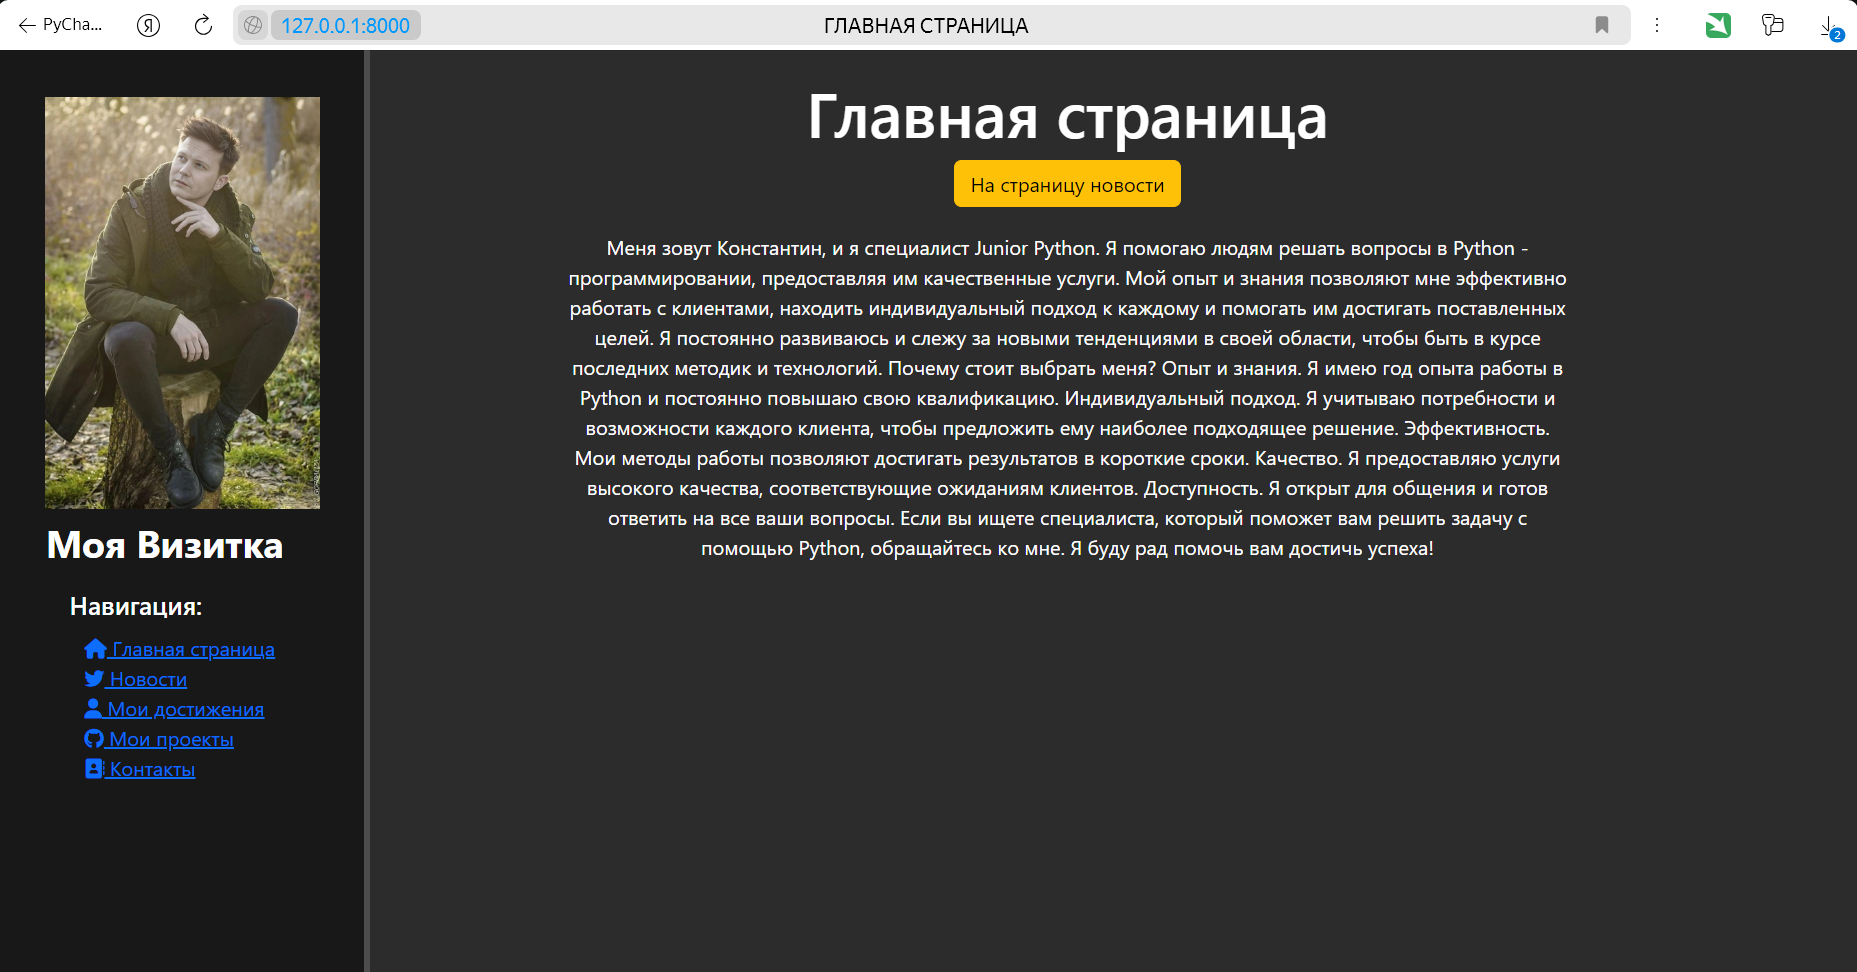 PyCha...
Я
127.0.0.1:8000
ГЛАВНАЯ СТРАНИЦА
2
Моя Визитка
Навигация:
Главная страница
Новости
Мои достижения
Мои проекты
Контакты
Главная страница
На страницу новости
Меня зовут Константин, и я специалист Junior Python. Я помогаю людям решать вопросы в Python -
программировании, предоставляя им качественные услуги. Мой опыт и знания позволяют мне эффективно
работать с клиентами, находить индивидуальный подход к каждому и помогать им достигать поставленных
целей. Я постоянно развиваюсь и слежу за новыми тенденциями в своей области, чтобы быть в курсе
последних методик и технологий. Почему стоит выбрать меня? Опыт и знания. Я имею год опыта работы в
Python и постоянно повышаю свою квалификацию. Индивидуальный подход. Я учитываю потребности и
возможности каждого клиента, чтобы предложить ему наиболее подходящее решение. Эффективность.
Мои методы работы позволяют достигать результатов в короткие сроки. Качество. Я предоставляю услуги
высокого качества, соответствующие ожиданиям клиентов. Доступность. Я открыт для общения и готов
ответить на все ваши вопросы. Если вы ищете специалиста, который поможет вам решить задачу с
помощью Python, обращайтесь ко мне. Я буду рад помочь вам достичь успеха!